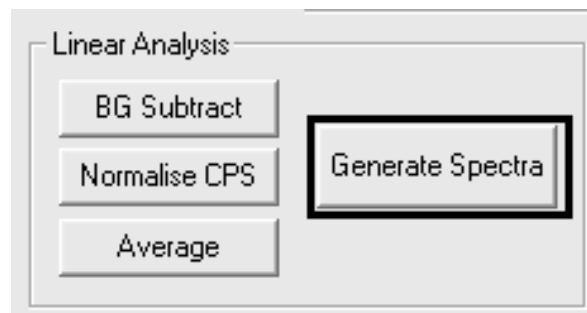 Linear Analysis
BG Subtract
Normalise CPS
Average
Generate Spectra